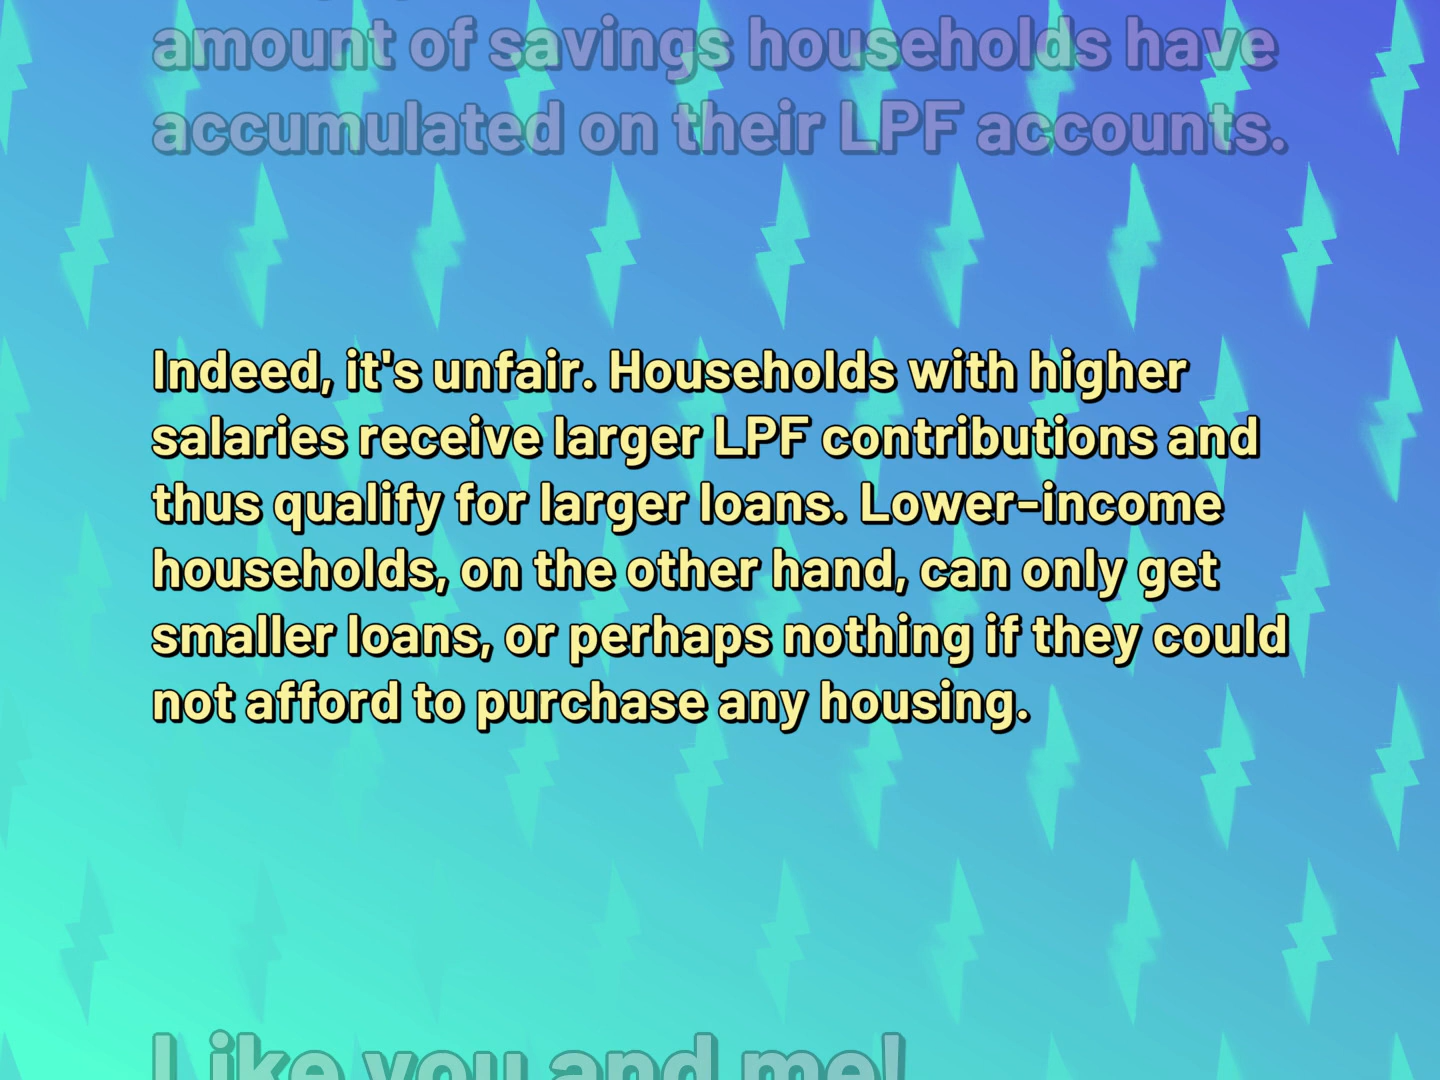 amount of savings households have
accumulated on their LPF accounts.
Indeed, it's unfair. Households with higher
salaries receive larger LPF contributions and
thus qualify for larger loans. Lower-income
households, on the other hand, can only get
smaller loans, or perhaps nothing if they could
not afford to purchase any housing.
Like you and me!